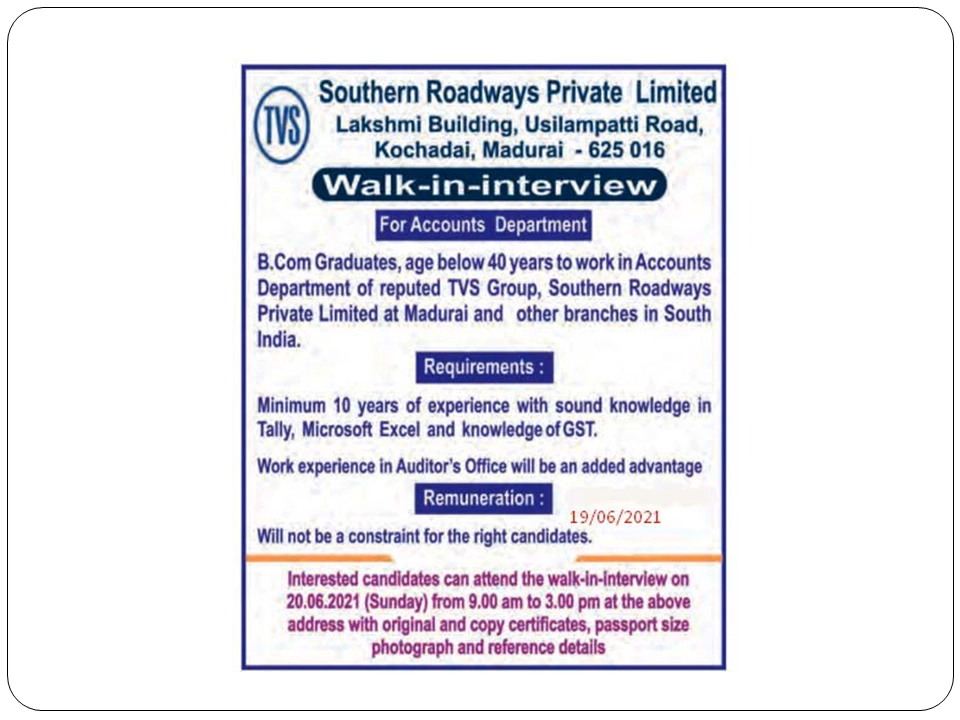 Southern Roadways Private Limited
TVS
Lakshmi Building, Usilampatti Road,
Kochadai, Madurai - 625 016
Walk-in-interview
For Accounts Department
B.Com Graduates, age below 40 years to work in Accounts
Department of reputed TVS Group, Southern Roadways
Private Limited at Madurai and other branches in South
India.
Requirements :
Minimum 10 years of experience with sound knowledge in
Tally, Microsoft Excel and knowledge of GST.
Work experience in Auditor's Office will be an added advantage
Remuneration :
19/06/2021
Will not be a constraint for the right candidates.
Interested candidates can attend the walk-in-interview on
20.06.2021 (Sunday) from 9.00 am to 3.00 pm at the above
address with original and copy certificates, passport size
photograph and reference details